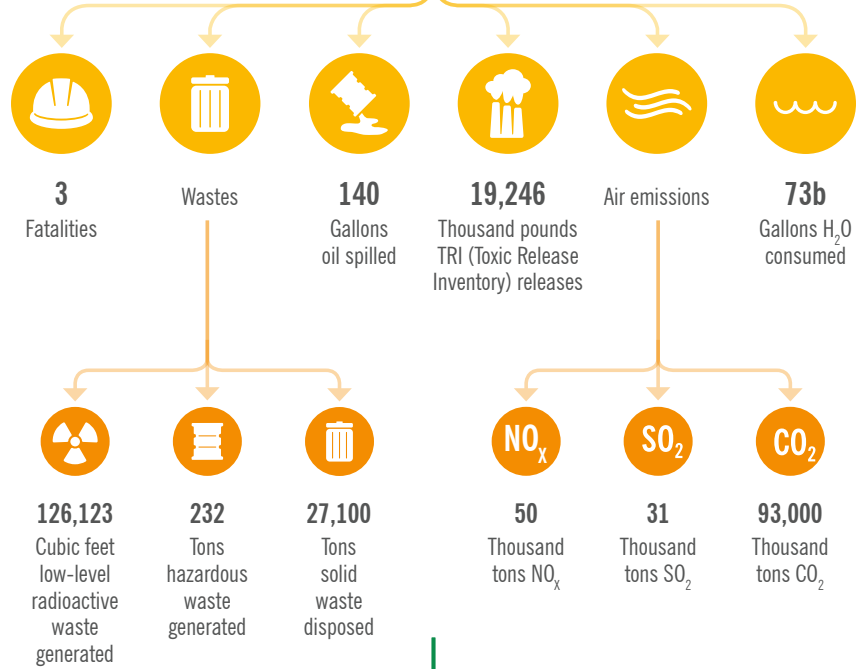 3
Fatalities
Wastes
140
Gallons
oil spilled
19,246
Thousand pounds
TRI (Toxic Release
Inventory) releases
Air emissions
73b
Gallons H₂O
consumed
126,123
Cubic feet
low-level
radioactive
waste
generated
232
Tons
hazardous
waste
generated
27,100
Tons
solid
waste
disposed
NOX
50
Thousand
tons NOX
SO₂
31
Thousand
tons SO₂
CO₂
93,000
Thousand
tons CO₂